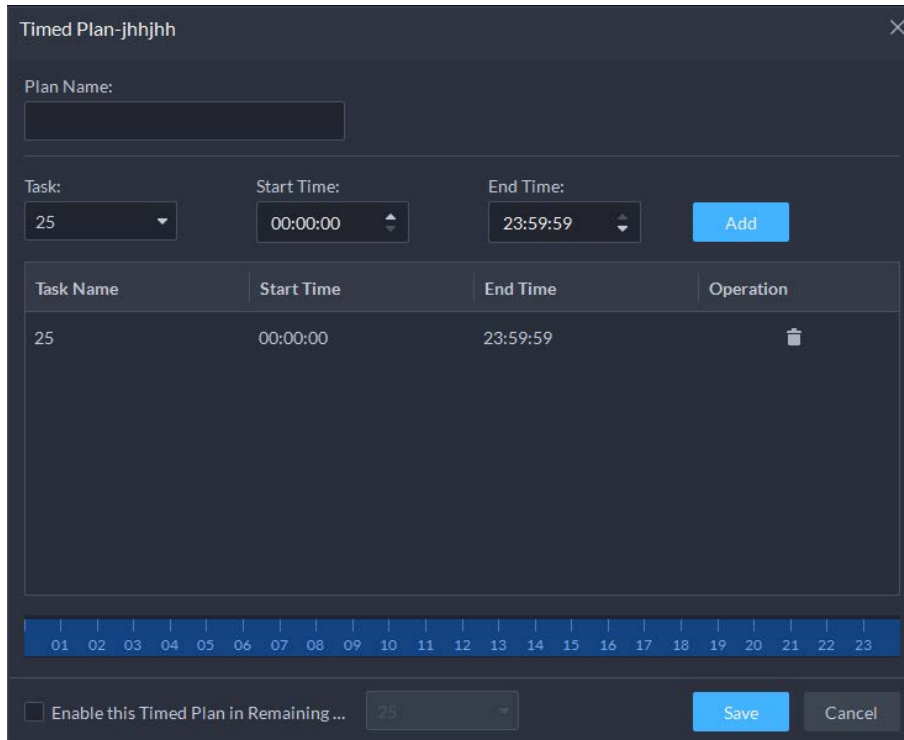 Timed Plan-jhhjhh
Plan Name:
Task: Start Time: End Time:
25 00:00:00 23:59:59 Add
Task Name Start Time End Time Operation
25 00:00:00 23:59:59
01 02 03 04 05 06 07 08 09 10 11 12 13 14 15 16 17 18 19 20 21 22 23
Enable this Timed Plan in Remaining ... 25 Save Cancel